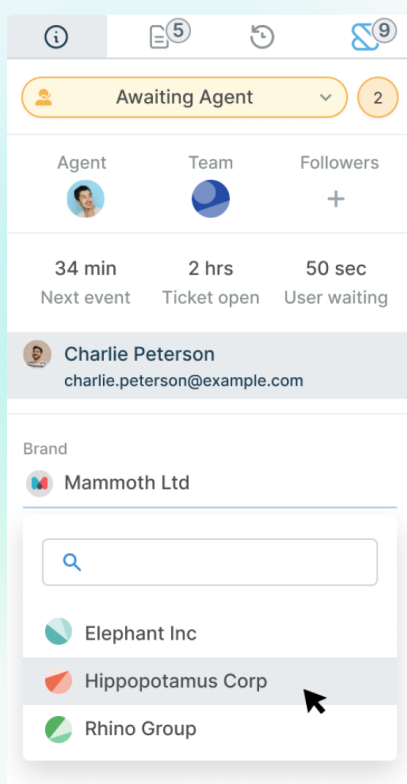 5
9
Awaiting Agent
2
Agent Team Followers
34 min 2 hrs 50 sec
Next event Ticket open User waiting
Charlie Peterson
charlie.peterson@example.com
Brand
Mammoth Ltd
Elephant Inc
Hippopotamus Corp
Rhino Group